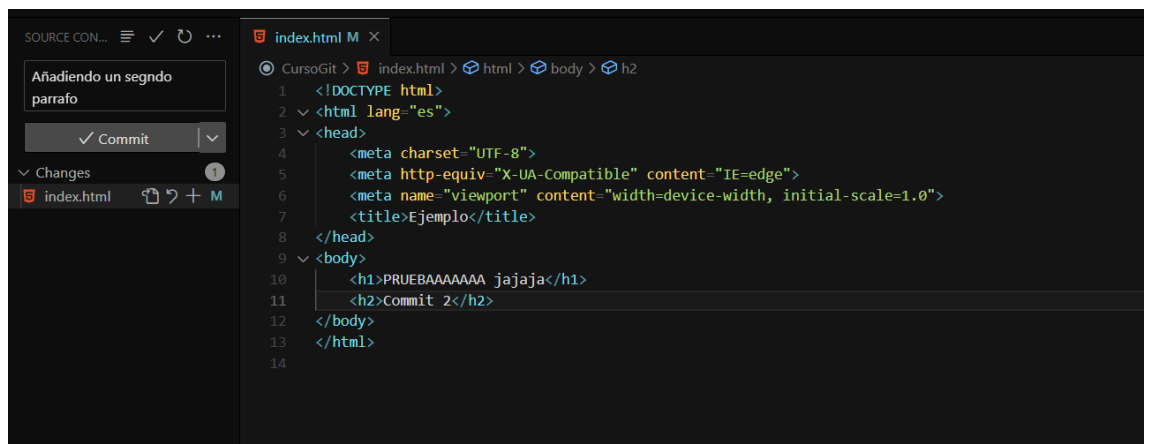 SOURCE CON...
Añadiendo un segndo
parrafo
Commit
Changes 1
index.html M
index.html M
CursoGit > index.html > html > body > h2
1 <!DOCTYPE html>
2 <html lang="es">
3 <head>
4 <meta charset="UTF-8">
5 <meta http-equiv="X-UA-Compatible" content="IE=edge">
6 <meta name="viewport" content="width=device-width, initial-scale=1.0">
7 <title>Ejemplo</title>
8 </head>
9 <body>
10 <h1>PRUEBAAAAAAA jajaja</h1>
11 <h2>Commit 2</h2>
12 </body>
13 </html>
14